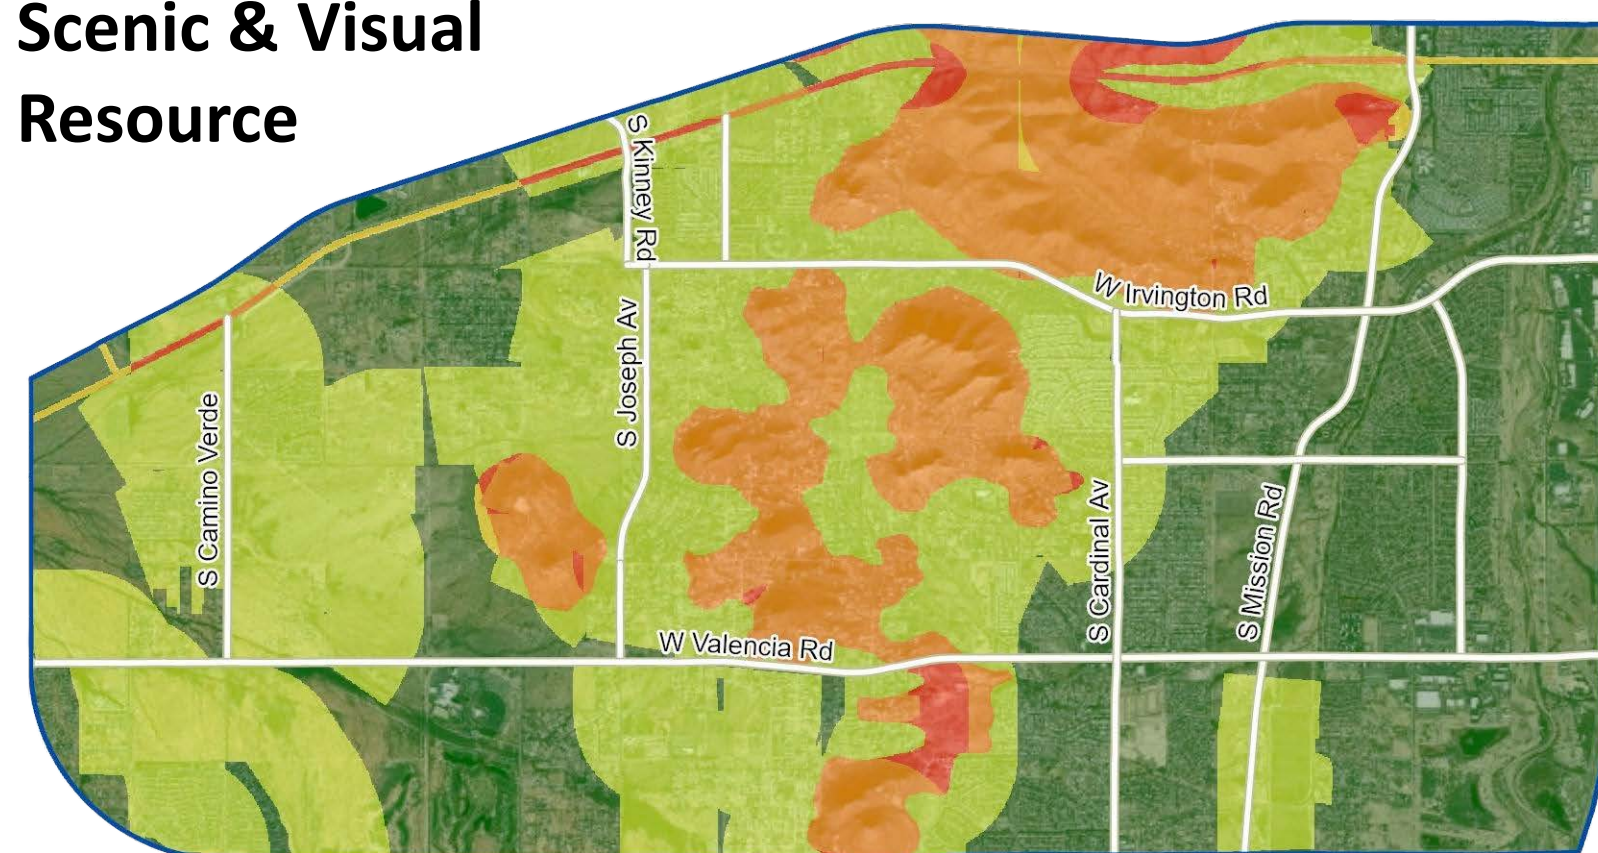 Scenic & Visual
Resource
S Kinney Rd
W Irvington Rd
S Joseph Av
S Camino Verde
S Cardinal Av
S Mission Rd
W Valencia Rd